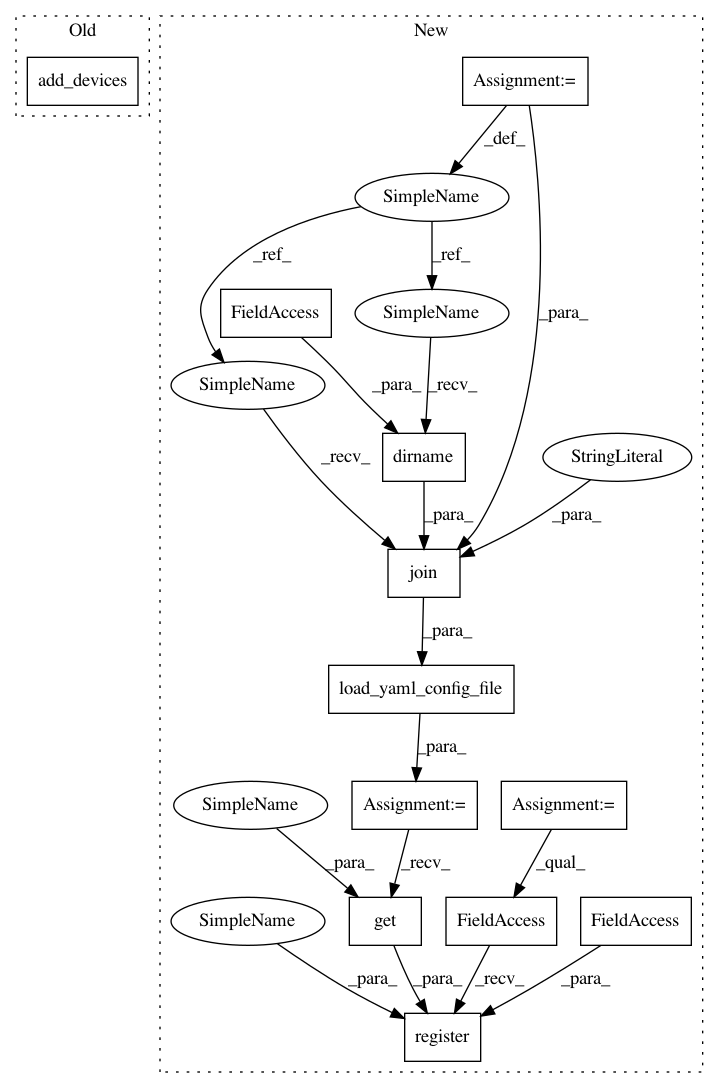 Old
New
add_devices
Assignment:=
_def_
SimpleName
_ref_
_ref_
FieldAccess
SimpleName
_para_
SimpleName
_para_
_recv_
dirname
StringLiteral
_recv_
_para_
_para_
join
_para_
load_yaml_config_file
_para_
SimpleName
Assignment:=
Assignment:=
_para_
_recv_
_qual_
SimpleName
get
FieldAccess
FieldAccess
_para_
_para_
_recv_
_para_
register